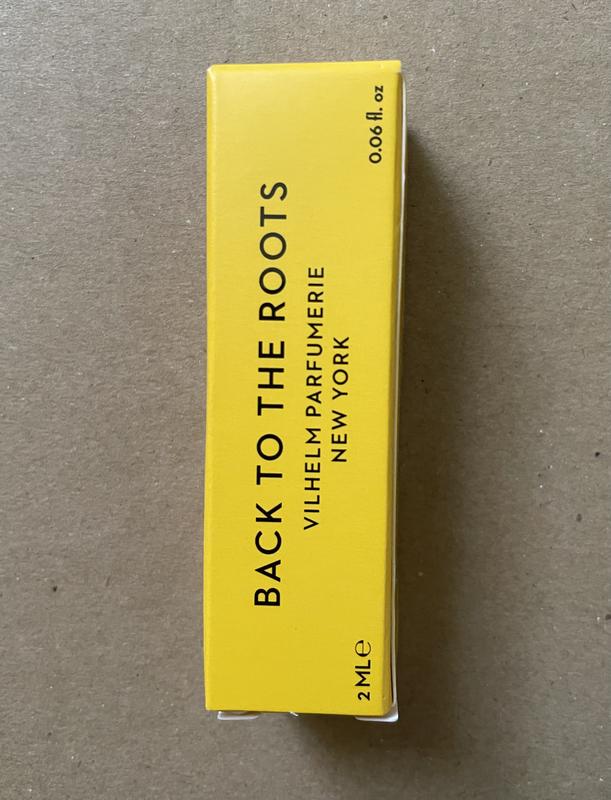 BACK TO THE ROOTS
VILHELM PARFUMERIE
NEW YORK
2 ML℮
0.06 fl. oz